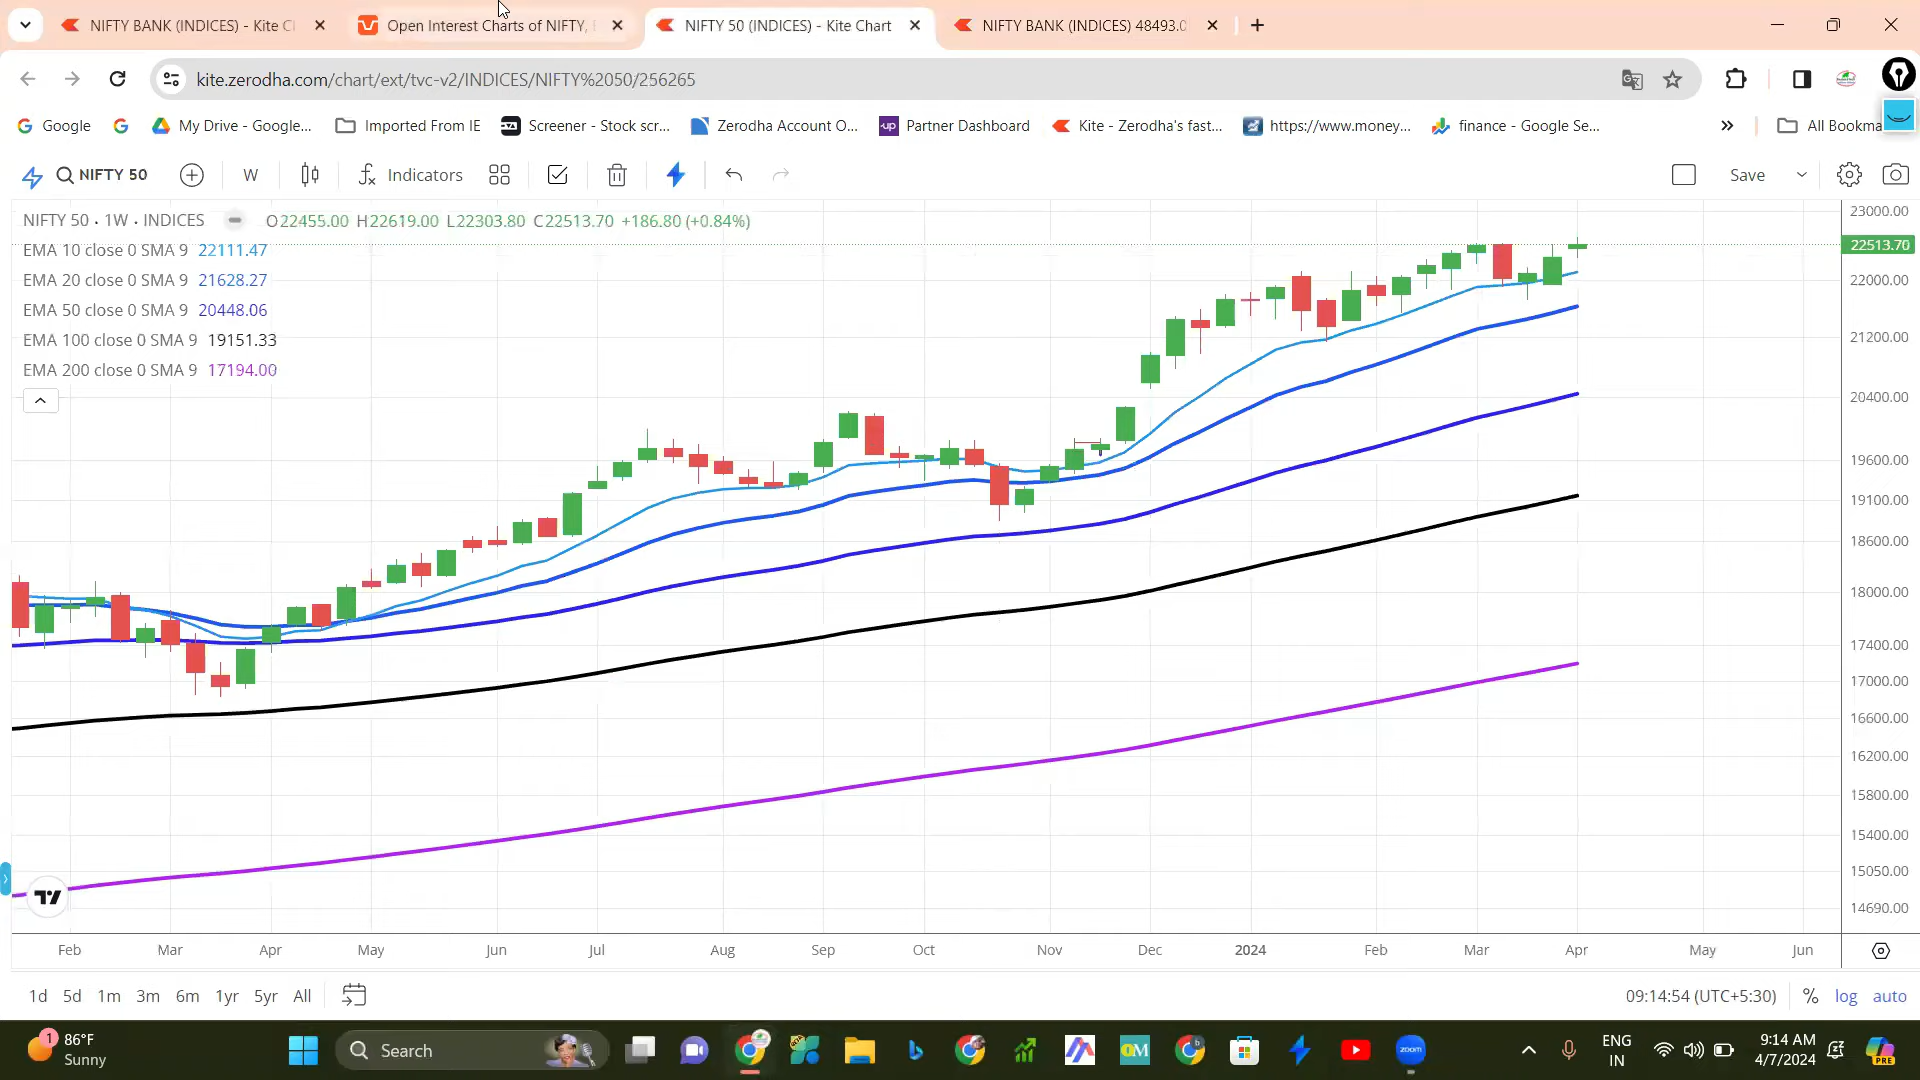 NIFTY BANK (INDICES) - Kite C
Open Interest Charts of NIFTY,
NIFTY 50 (INDICES) - Kite Chart
NIFTY BANK (INDICES) 48493.0
kite.zerodha.com/chart/ext/tvc-v2/INDICES/NIFTY%2050/256265
Google
My Drive - Google...
Imported From IE
Screener - Stock scr...
Zerodha Account O...
up Partner Dashboard
Kite - Zerodha's fast...
https://www.money...
finance - Google Se...
All Bookma
NIFTY 50
W
Indicators
Save
NIFTY 50 · 1W · INDICES
O22455.00 H22619.00 L22303.80 C22513.70 +186.80 (+0.84%)
EMA 10 close 0 SMA 9 22111.47
EMA 20 close 0 SMA 9 21628.27
EMA 50 close 0 SMA 9 20448.06
EMA 100 close 0 SMA 9 19151.33
EMA 200 close 0 SMA 9 17194.00
23000.00
22513.70
22000.00
21200.00
20400.00
19600.00
19100.00
18600.00
18000.00
17400.00
17000.00
16600.00
16200.00
15800.00
15400.00
15050.00
14690.00
Feb Mar Apr May Jun Jul Aug Sep Oct Nov Dec 2024 Feb Mar Apr May Jun
1d 5d 1m 3m 6m 1yr 5yr All
09:14:54 (UTC+5:30) % log auto
1
86°F
Sunny
Search
OM
zoom
ENG
IN
9:14 AM
4/7/2024
PRE